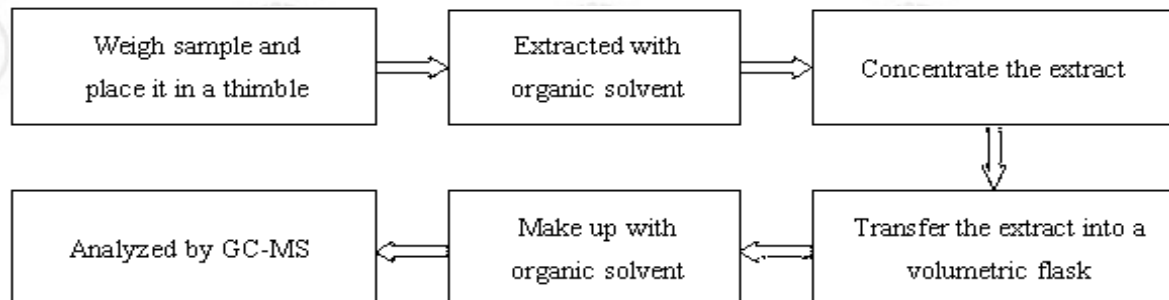 Weigh sample and
place it in a thimble
Extracted with
organic solvent
Concentrate the extract
Transfer the extract into a
volumetric flask
Make up with
organic solvent
Analyzed by GC-MS